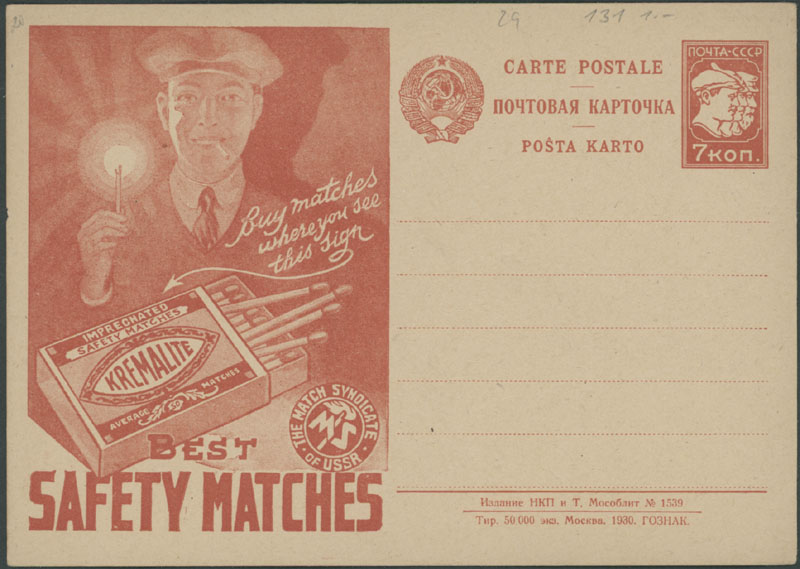 28
29
131 1.-
Buy matches
where you see
this sign
IMPREGNATED
SAFETY MATCHES
KREMALITE
AVERAGE MATCHES
BEST
SAFETY MATCHES
THE MATCH SYNDICATE
OF USSR
MS
CARTE POSTALE
ПОЧТОВАЯ КАРТОЧКА
POŜTA KARTO
ПОЧТА-СССР
7 КОП.
Издание НКП и Т. Мособлит № 1539
Тир. 50 000 экз. Москва. 1930. ГОЗНАК.